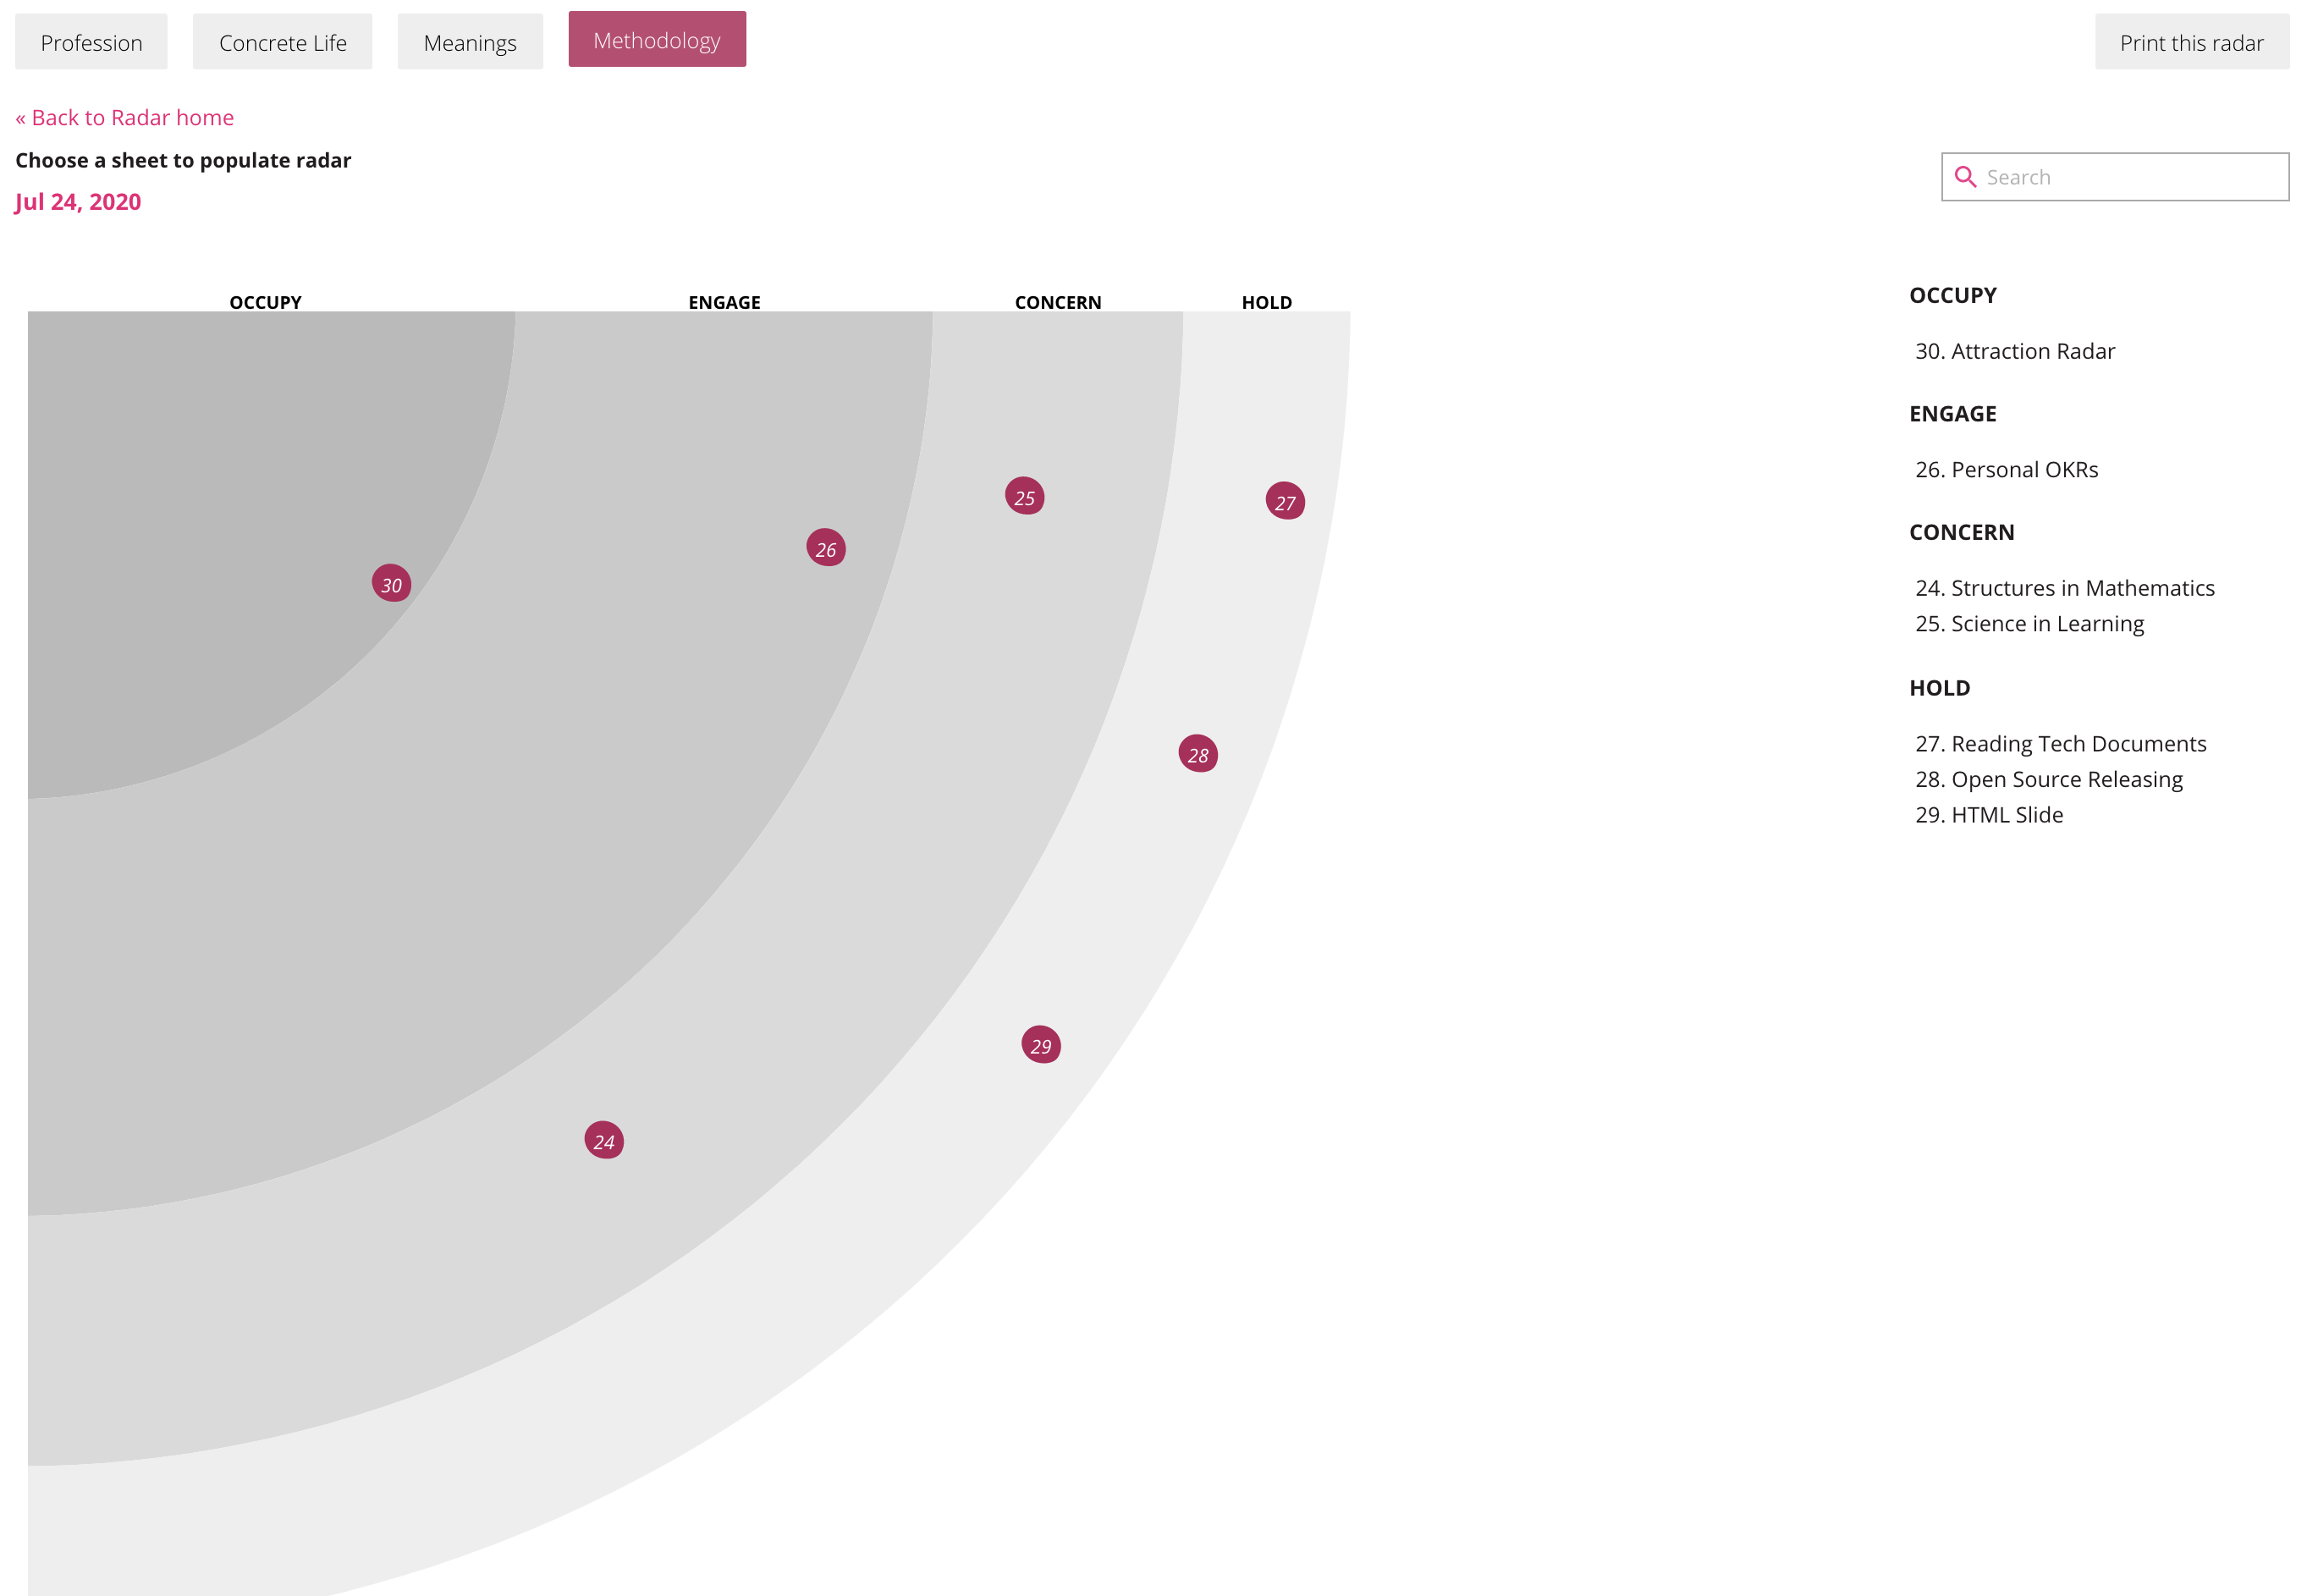 Profession
Concrete Life
Meanings
Methodology
Print this radar
« Back to Radar home
Choose a sheet to populate radar
Jul 24, 2020
Search
OCCUPY
ENGAGE
CONCERN
HOLD
30
26
25
27
28
29
24
OCCUPY
30. Attraction Radar
ENGAGE
26. Personal OKRs
CONCERN
24. Structures in Mathematics
25. Science in Learning
HOLD
27. Reading Tech Documents
28. Open Source Releasing
29. HTML Slide